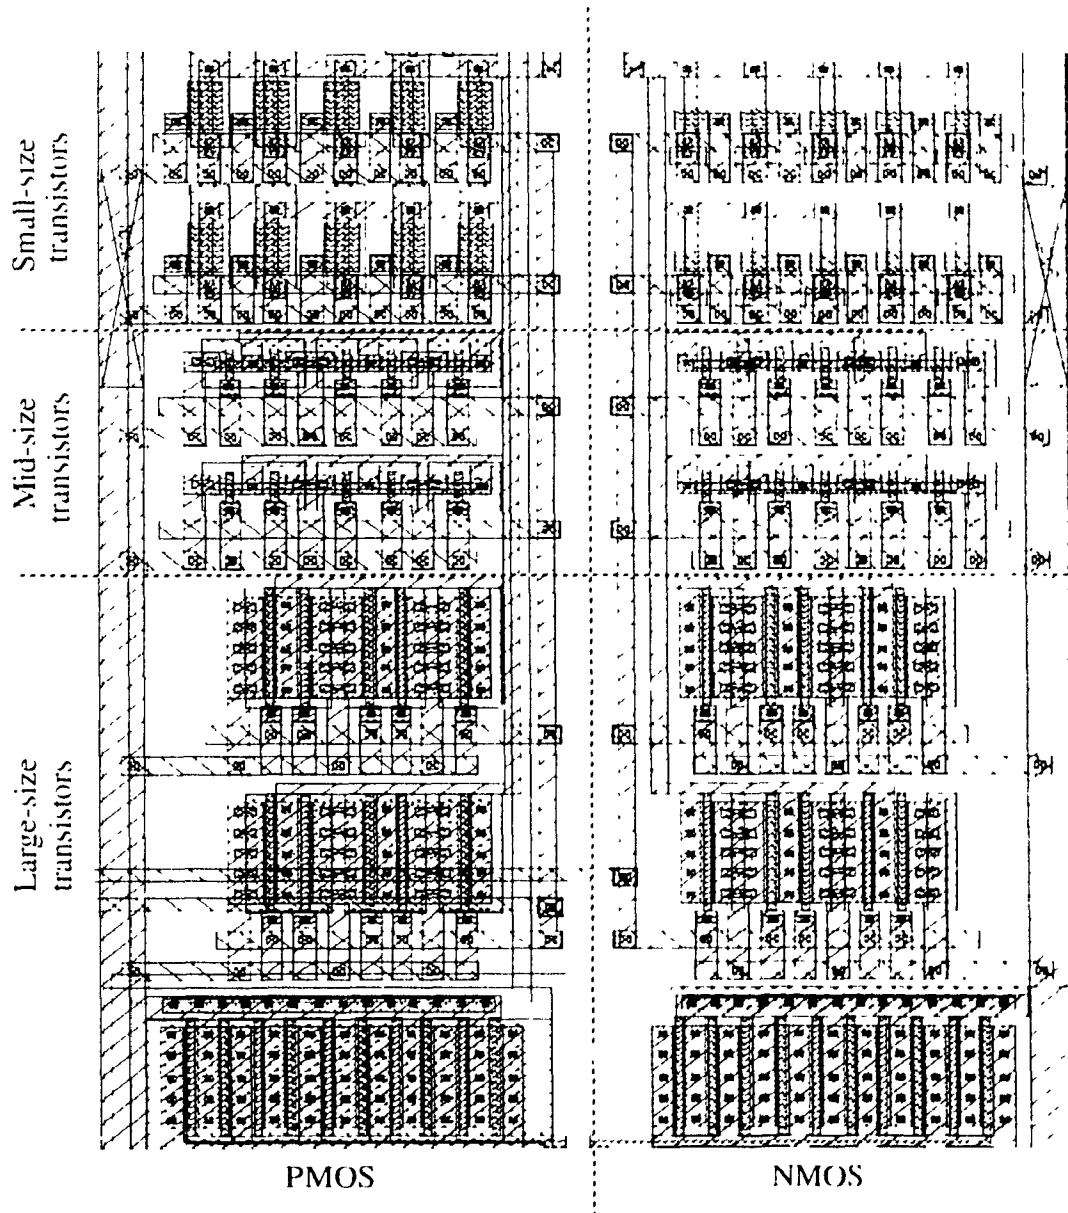 Small-size
transistors
Mid-size
transistors
Large-size
transistors
PMOS
NMOS